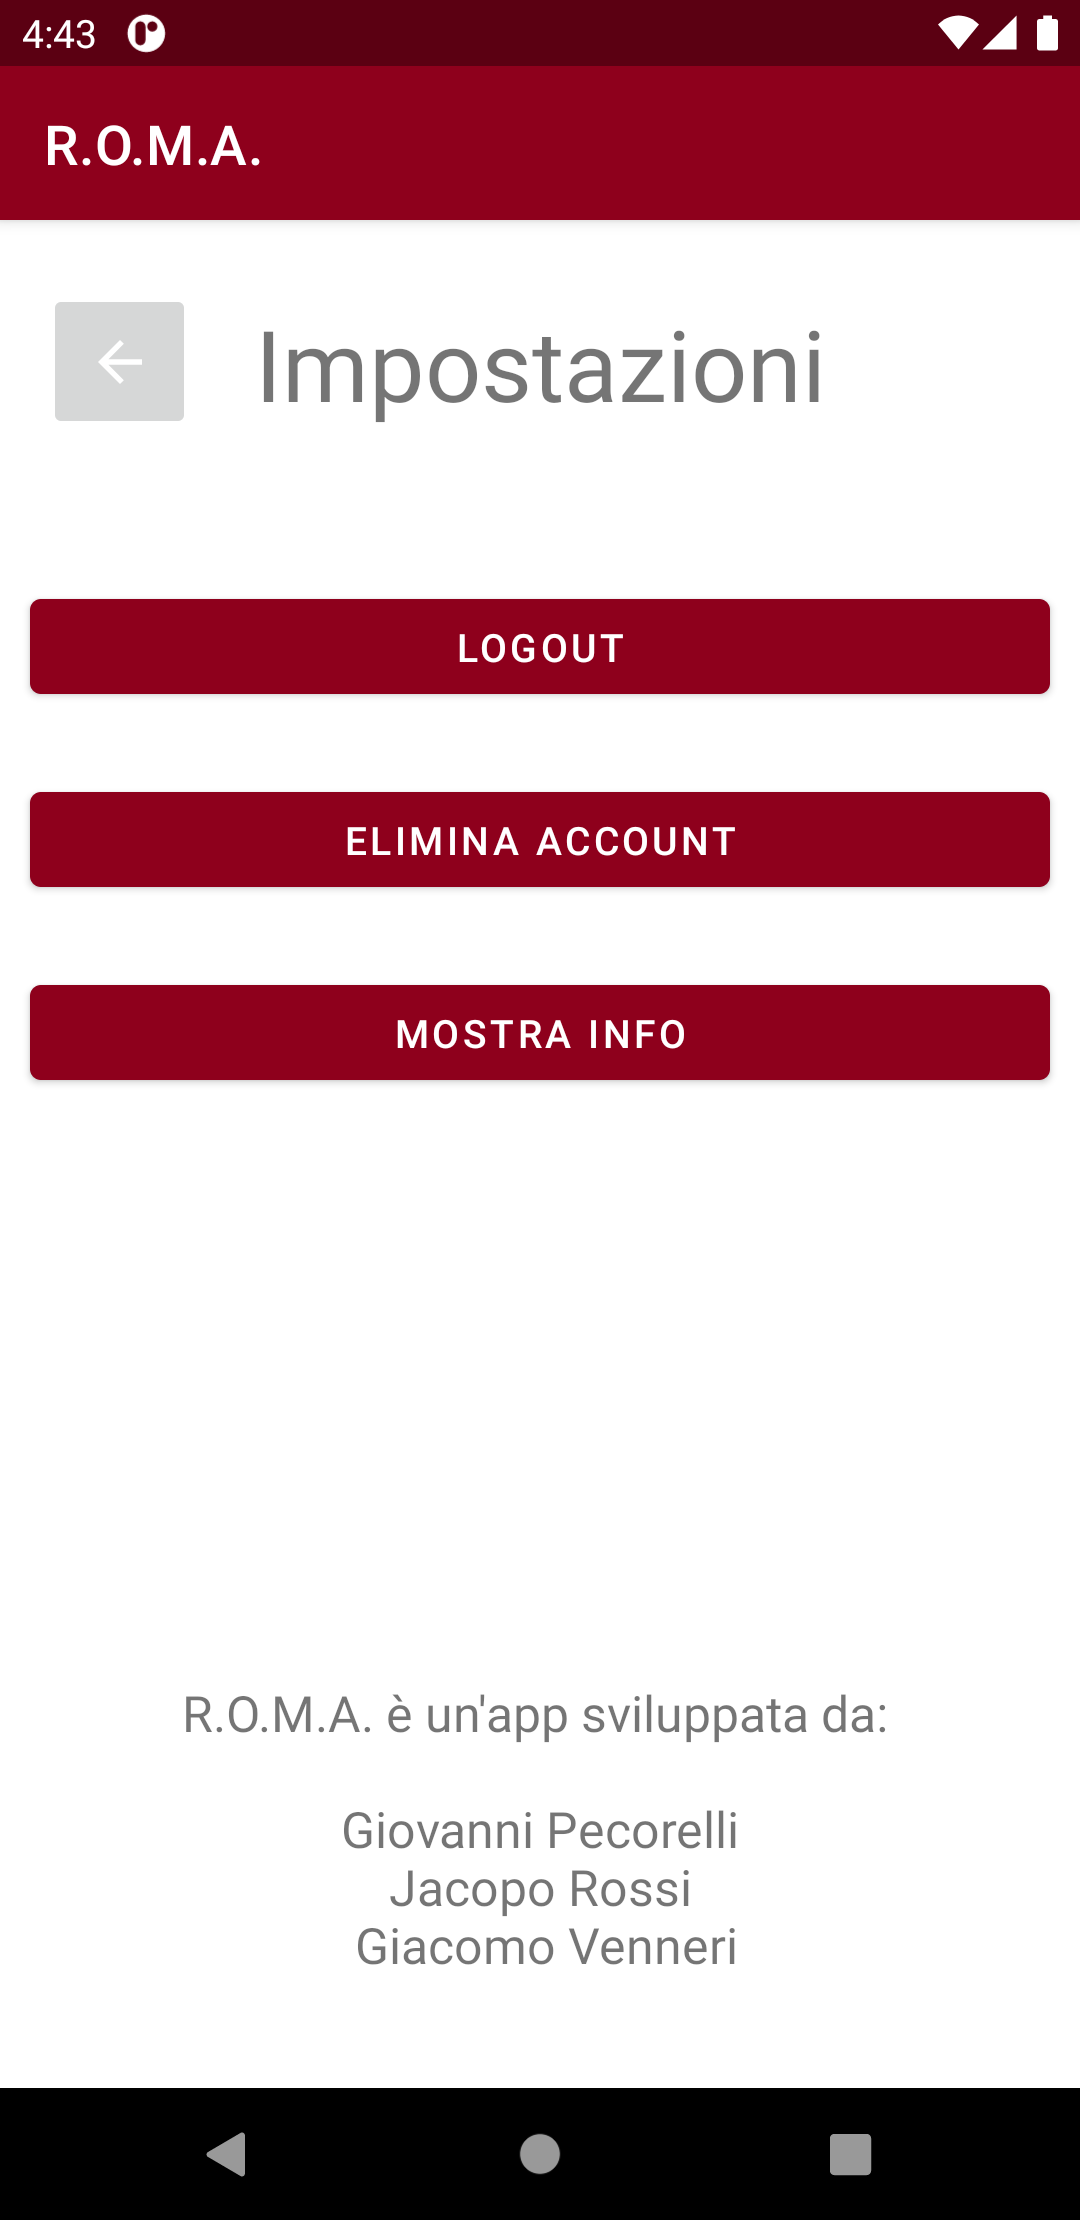 4:43
R.O.M.A.
Impostazioni
LOGOUT
ELIMINA ACCOUNT
MOSTRA INFO
R.O.M.A. è un'app sviluppata da:
Giovanni Pecorelli
Jacopo Rossi
Giacomo Venneri